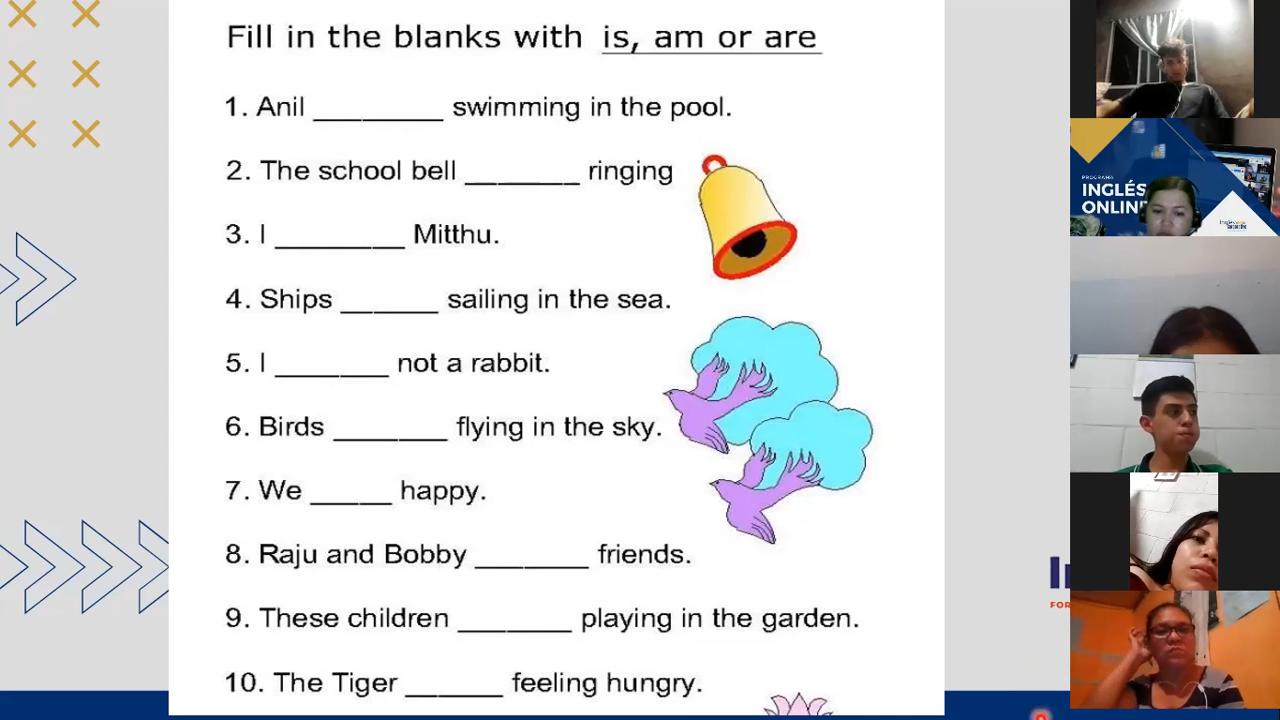 Fill in the blanks with is, am or are
1. Anil ________ swimming in the pool.
2. The school bell _______ ringing
3. I ________ Mitthu.
4. Ships ______ sailing in the sea.
5. I _______ not a rabbit.
6. Birds _______ flying in the sky.
7. We _____ happy.
8. Raju and Bobby _______ friends.
9. These children _______ playing in the garden.
10. The Tiger ______ feeling hungry.
PROGRAMA
INGLÉS
ONLINE
FOR